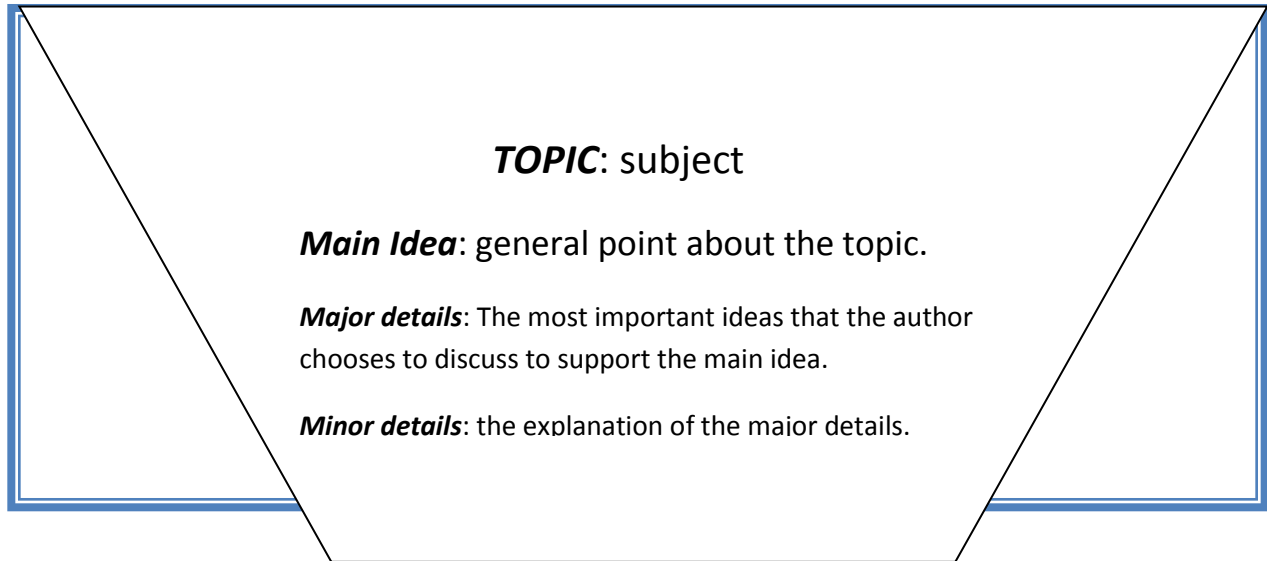 TOPIC: subject
Main Idea: general point about the topic.
Major details: The most important ideas that the author
chooses to discuss to support the main idea.
Minor details: the explanation of the major details.